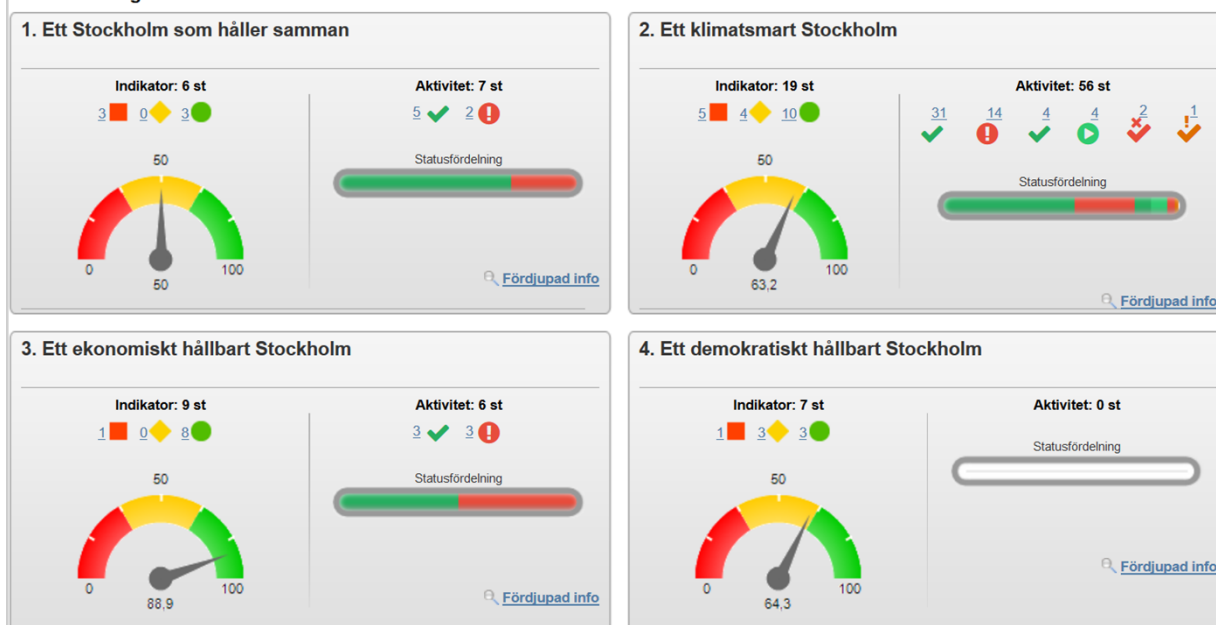 1. Ett Stockholm som håller samman
Indikator: 6 st
3 0 3
50
0 100
50
Aktivitet: 7 st
5 2
Statusfördelning
Fördjupad info
2. Ett klimatsmart Stockholm
Indikator: 19 st
5 4 10
50
0 100
63,2
Aktivitet: 56 st
31 14 4 4 2 1
Statusfördelning
Fördjupad info
3. Ett ekonomiskt hållbart Stockholm
Indikator: 9 st
1 0 8
50
0 100
88,9
Aktivitet: 6 st
3 3
Statusfördelning
Fördjupad info
4. Ett demokratiskt hållbart Stockholm
Indikator: 7 st
1 3 3
50
0 100
64,3
Aktivitet: 0 st
Statusfördelning
Fördjupad info